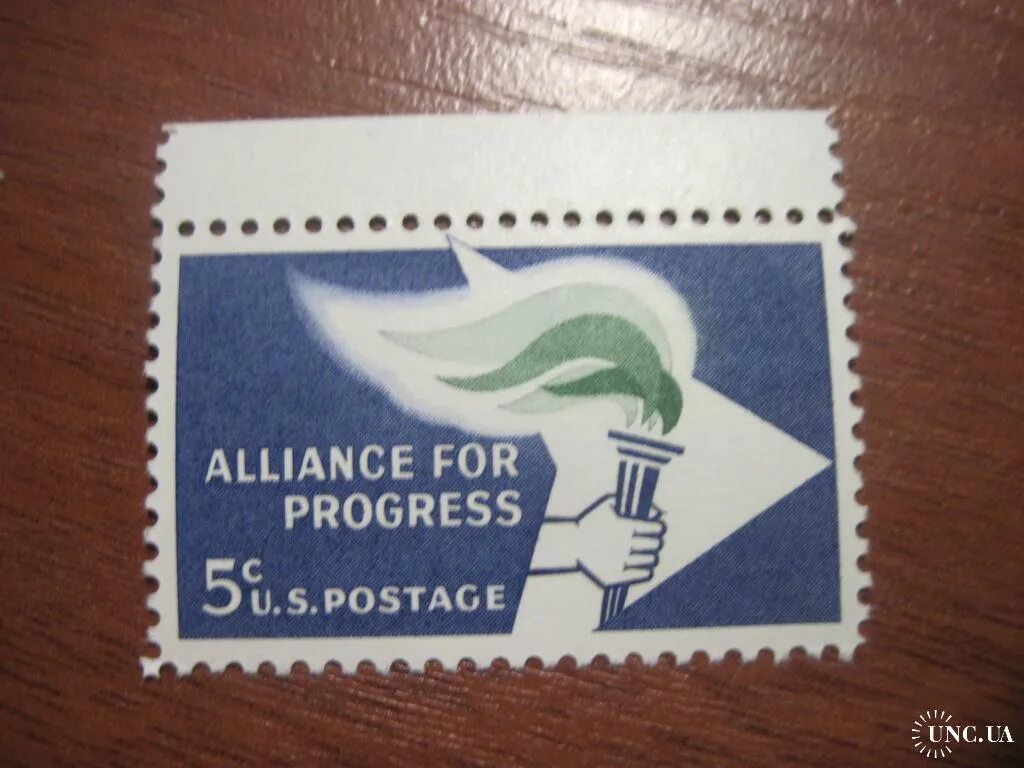 ALLIANCE FOR
PROGRESS
5c
U.S. POSTAGE
UNC.UA